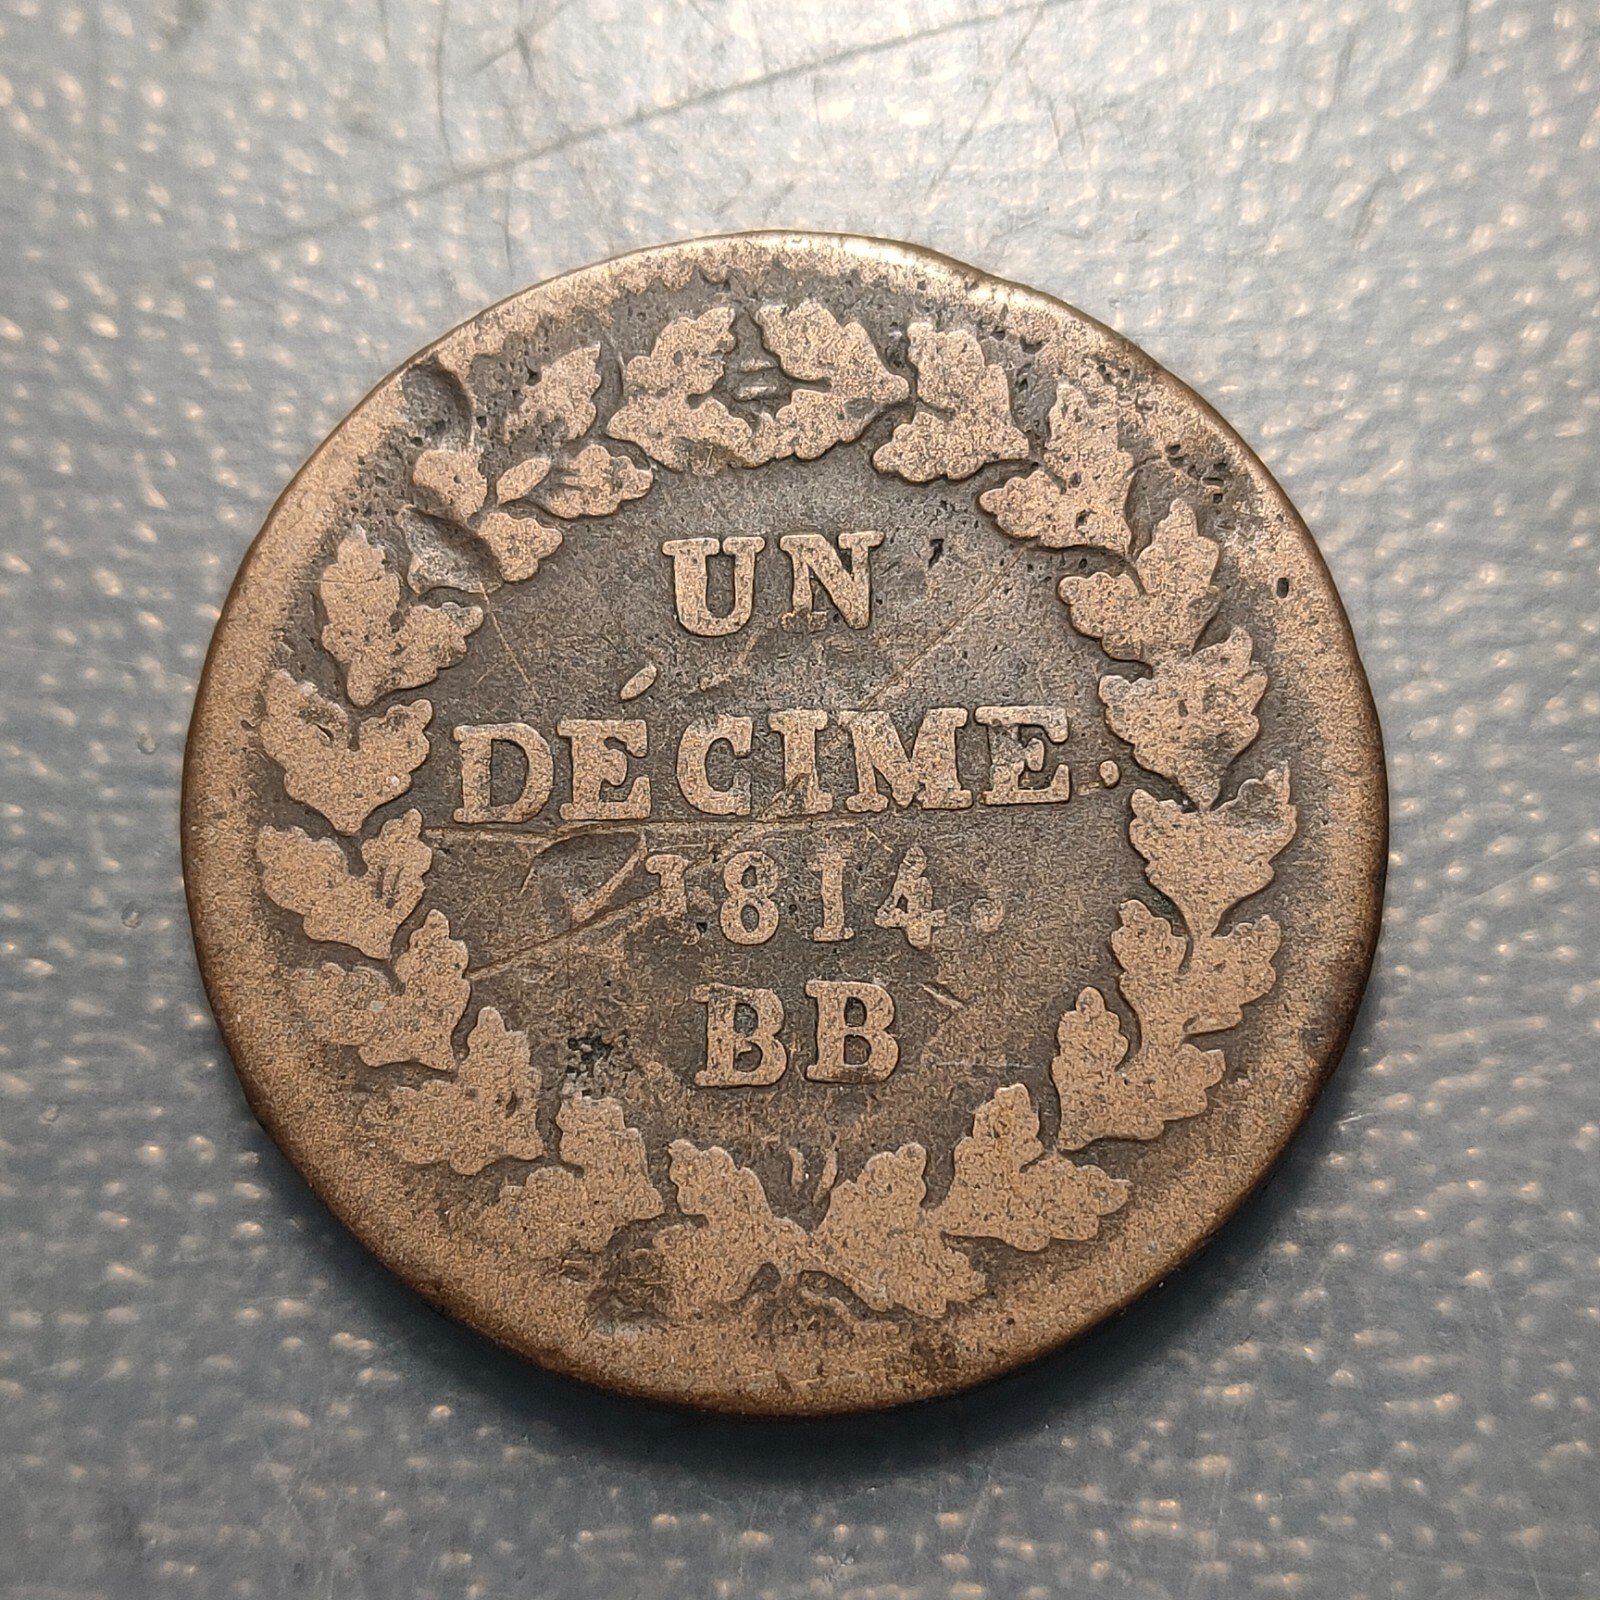 UN
DÉCIME.
1814.
BB